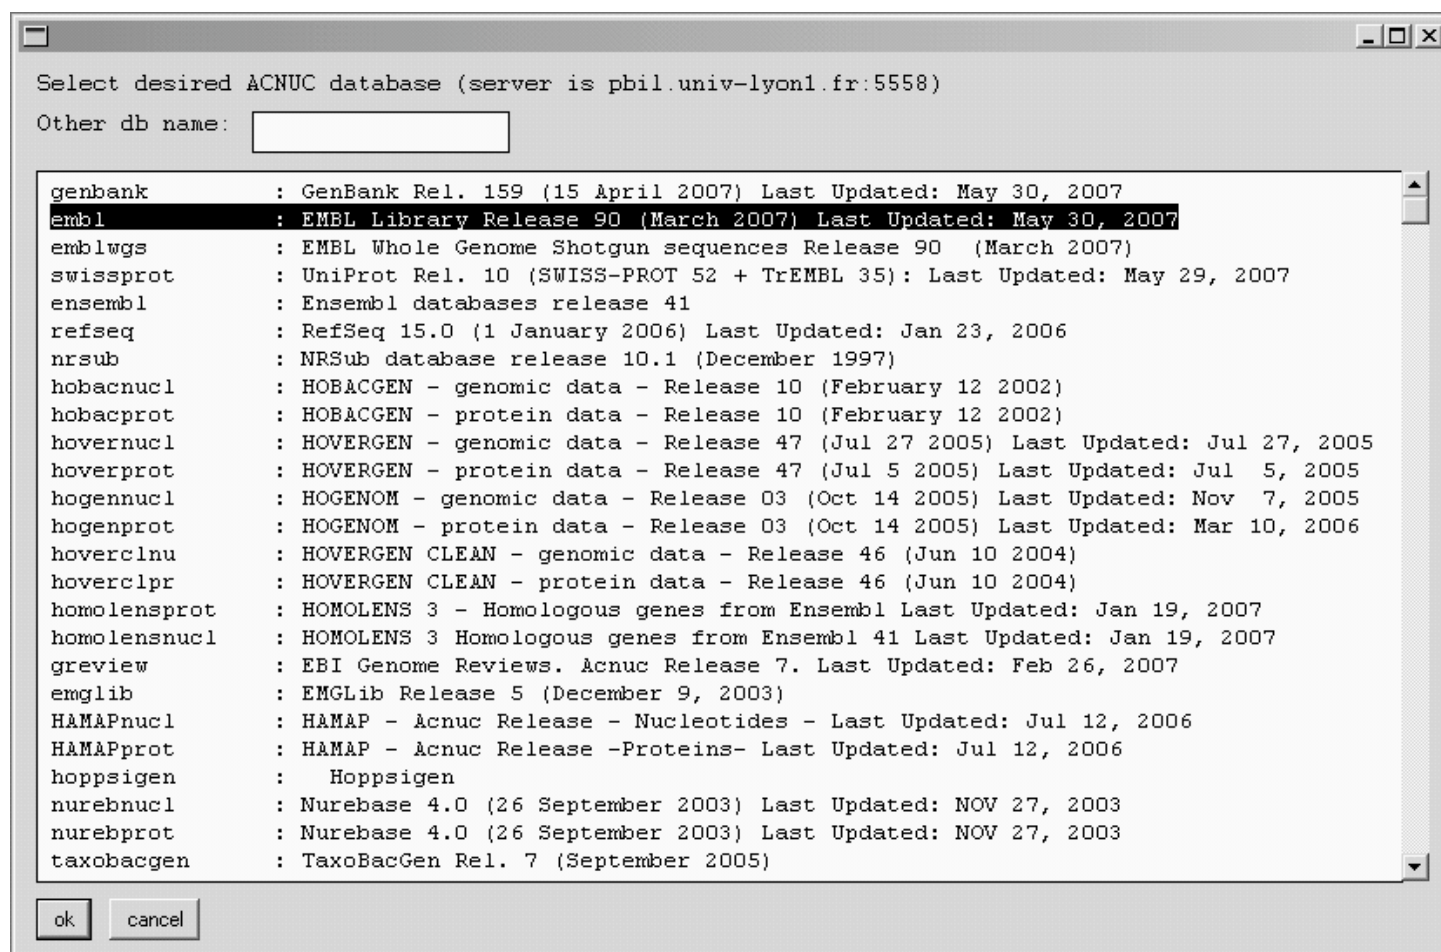 Select desired ACNUC database (server is pbil.univ-lyon1.fr:5558)
Other db name:
genbank : GenBank Rel. 159 (15 April 2007) Last Updated: May 30, 2007
embl : EMBL Library Release 90 (March 2007) Last Updated: May 30, 2007
emblwgs : EMBL Whole Genome Shotgun sequences Release 90  (March 2007)
swissprot : UniProt Rel. 10 (SWISS-PROT 52 + TrEMBL 35): Last Updated: May 29, 2007
ensembl : Ensembl databases release 41
refseq : RefSeq 15.0 (1 January 2006) Last Updated: Jan 23, 2006
nrsub : NRSub database release 10.1 (December 1997)
hobacnucl : HOBACGEN - genomic data - Release 10 (February 12 2002)
hobacprot : HOBACGEN - protein data - Release 10 (February 12 2002)
hovernucl : HOVERGEN - genomic data - Release 47 (Jul 27 2005) Last Updated: Jul 27, 2005
hoverprot : HOVERGEN - protein data - Release 47 (Jul 5 2005) Last Updated: Jul  5, 2005
hogennucl : HOGENOM - genomic data - Release 03 (Oct 14 2005) Last Updated: Nov  7, 2005
hogenprot : HOGENOM - protein data - Release 03 (Oct 14 2005) Last Updated: Mar 10, 2006
hoverclnu : HOVERGEN CLEAN - genomic data - Release 46 (Jun 10 2004)
hoverclpr : HOVERGEN CLEAN - protein data - Release 46 (Jun 10 2004)
homolensprot : HOMOLENS 3 - Homologous genes from Ensembl Last Updated: Jan 19, 2007
homolensnucl : HOMOLENS 3 Homologous genes from Ensembl 41 Last Updated: Jan 19, 2007
greview : EBI Genome Reviews. Acnuc Release 7. Last Updated: Feb 26, 2007
emglib : EMGLib Release 5 (December 9, 2003)
HAMAPnucl : HAMAP - Acnuc Release - Nucleotides - Last Updated: Jul 12, 2006
HAMAPprot : HAMAP - Acnuc Release -Proteins- Last Updated: Jul 12, 2006
hoppsigen :   Hoppsigen
nurebnucl : Nurebase 4.0 (26 September 2003) Last Updated: NOV 27, 2003
nurebprot : Nurebase 4.0 (26 September 2003) Last Updated: NOV 27, 2003
taxobacgen : TaxoBacGen Rel. 7 (September 2005)
ok cancel